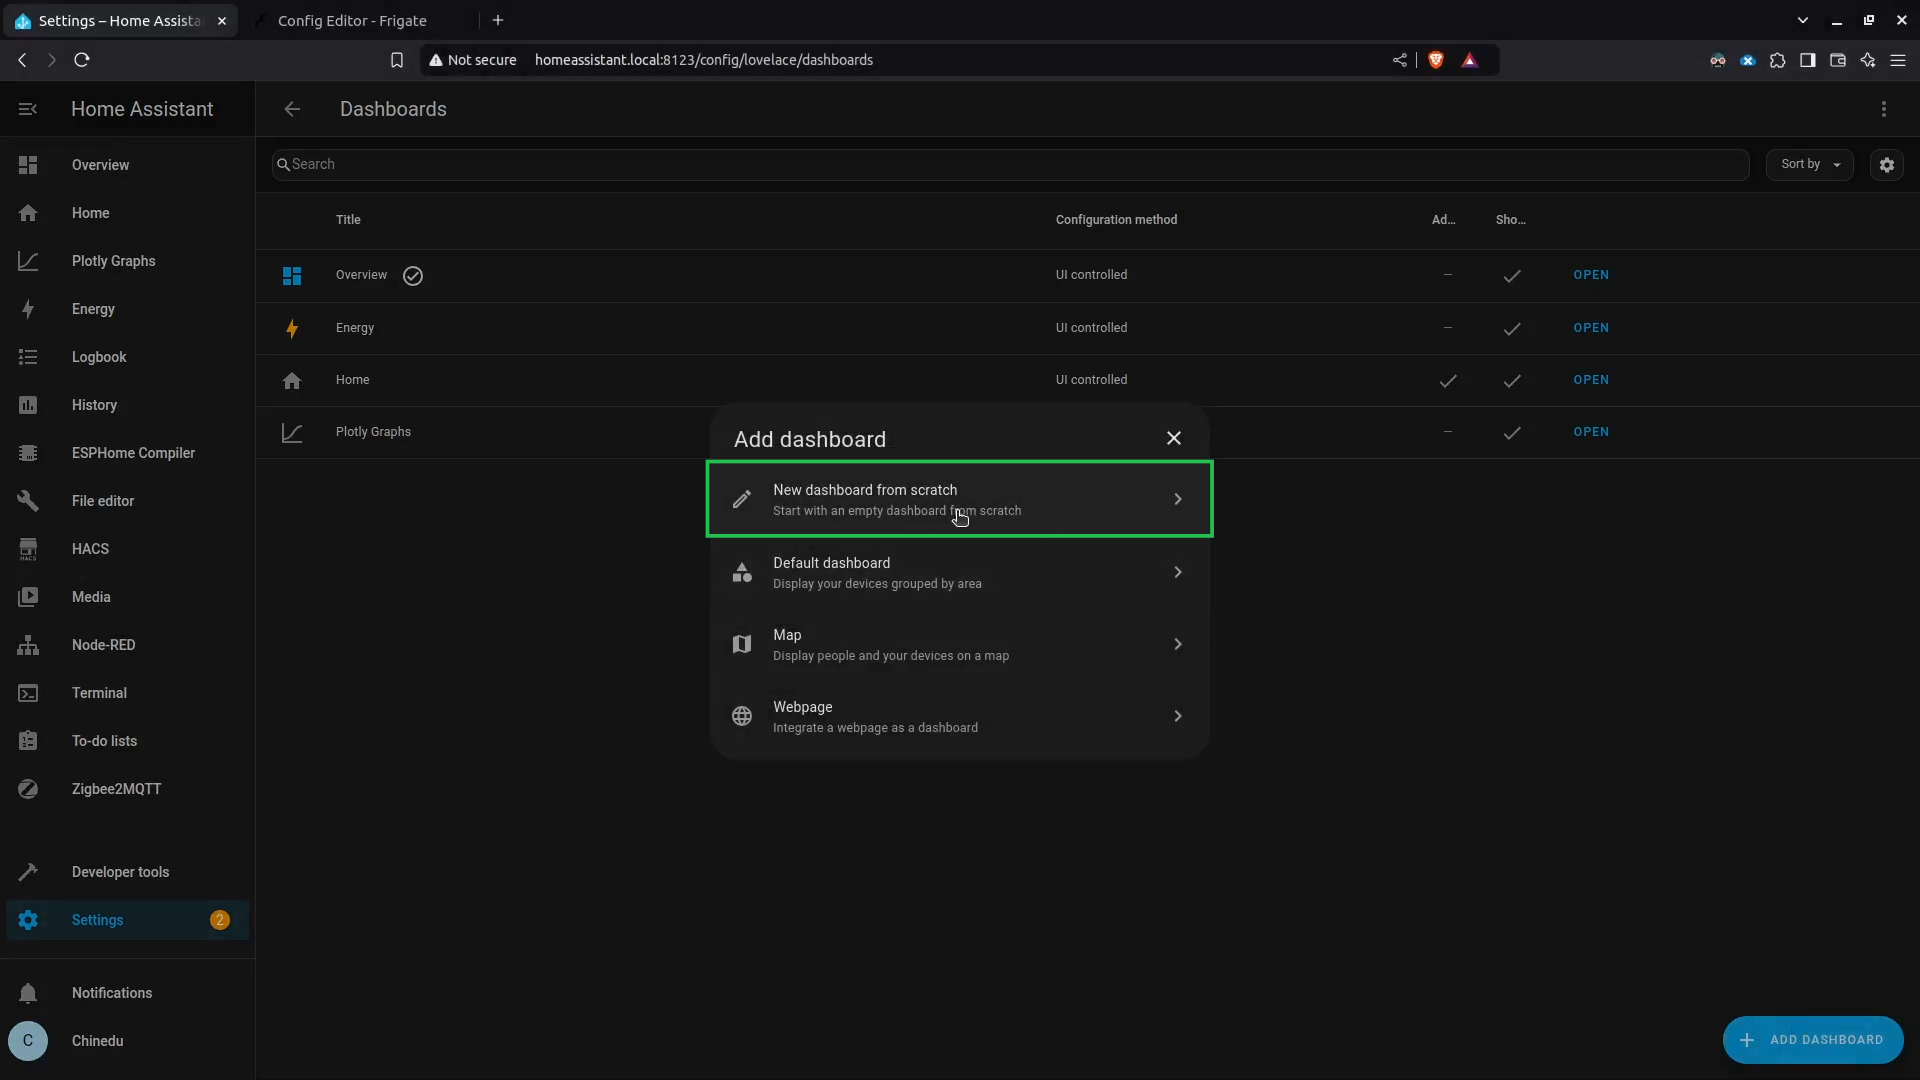 Settings – Home Assista
Config Editor - Frigate
Not secure
homeassistant.local:8123/config/lovelace/dashboards
Home Assistant
Dashboards
Search
Sort by
Overview
Home
Plotly Graphs
Energy
Logbook
History
ESPHome Compiler
File editor
HACS
HACS
Media
Node-RED
Terminal
To-do lists
Zigbee2MQTT
Developer tools
Settings
2
Notifications
C
Chinedu
Title
Configuration method
Ad...
Sho...
Overview
UI controlled
OPEN
Energy
UI controlled
OPEN
Home
UI controlled
OPEN
Plotly Graphs
OPEN
Add dashboard
New dashboard from scratch
Start with an empty dashboard from scratch
Default dashboard
Display your devices grouped by area
Map
Display people and your devices on a map
Webpage
Integrate a webpage as a dashboard
ADD DASHBOARD